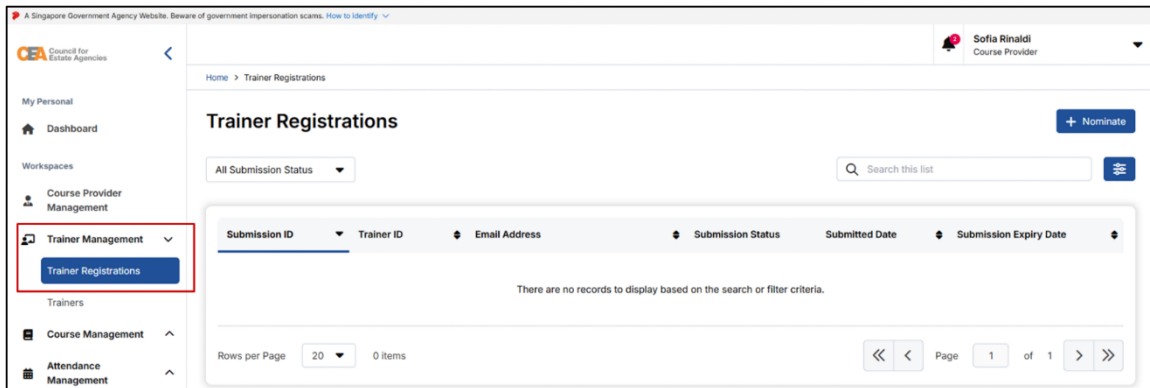 A Singapore Government Agency Website. Beware of government impersonation scams. How to identify
CEA Council for
Estate Agencies
2
Sofia Rinaldi
Course Provider
Home > Trainer Registrations
My Personal
Dashboard
Workspaces
Course Provider
Management
Trainer Management
Trainer Registrations
Trainers
Course Management
Attendance
Management
Trainer Registrations
+ Nominate
All Submission Status
Search this list
Submission ID Trainer ID Email Address Submission Status Submitted Date Submission Expiry Date
There are no records to display based on the search or filter criteria.
Rows per Page 20 0 items
Page 1 of 1